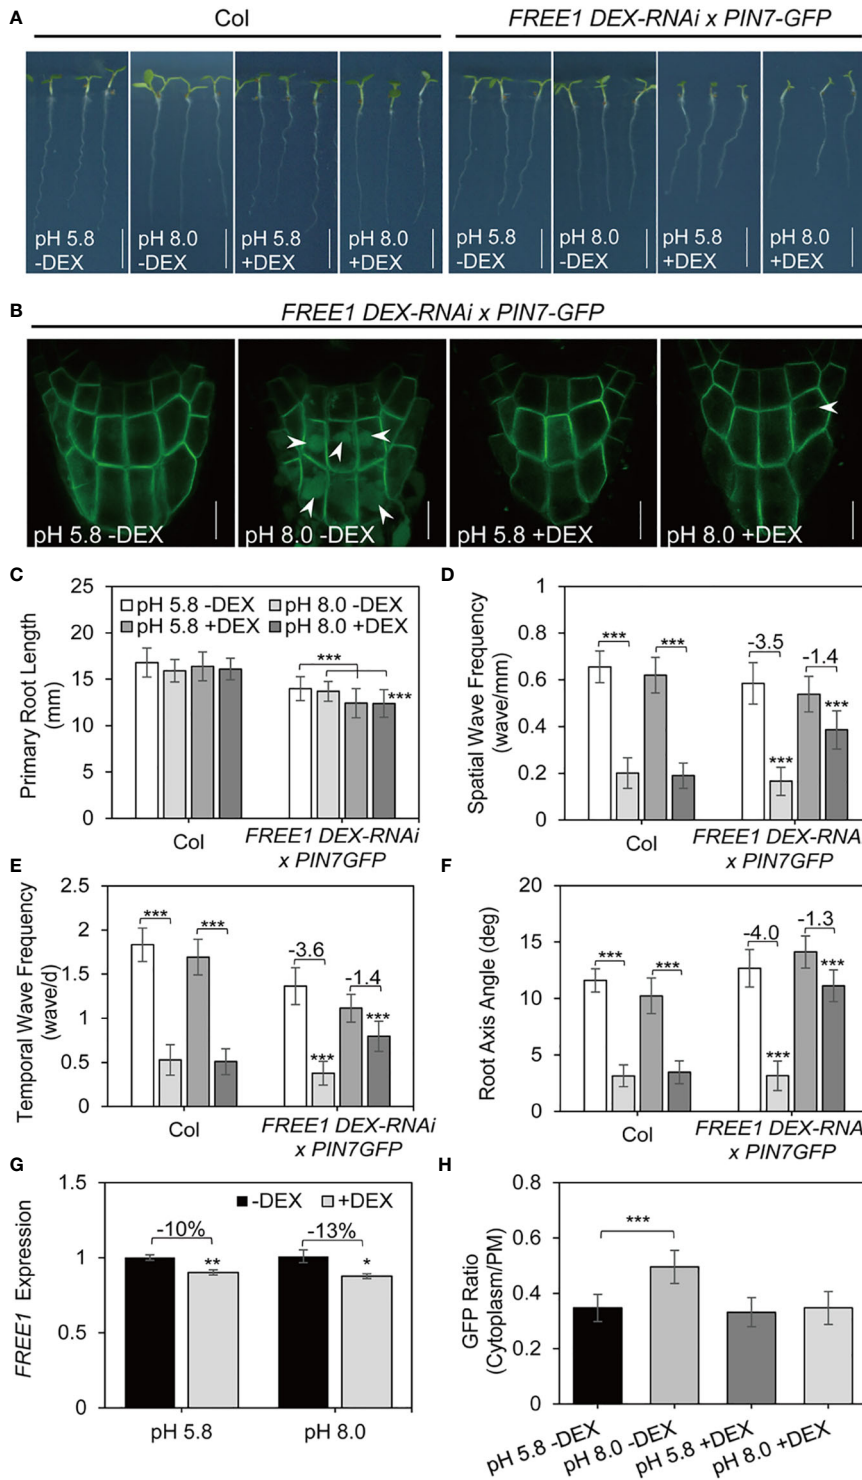 A
Col
FREE1 DEX-RNAi x PIN7-GFP
pH 5.8
-DEX
pH 8.0
-DEX
pH 5.8
+DEX
pH 8.0
+DEX
pH 5.8
-DEX
pH 8.0
-DEX
pH 5.8
+DEX
pH 8.0
+DEX
B
FREE1 DEX-RNAi x PIN7-GFP
pH 5.8 -DEX
pH 8.0 -DEX
pH 5.8 +DEX
pH 8.0 +DEX
C
Primary Root Length
(mm)
25
20
15
10
5
0
pH 5.8 -DEX
pH 8.0 -DEX
pH 5.8 +DEX
pH 8.0 +DEX
***
***
Col
FREE1 DEX-RNAi
x PIN7GFP
D
Spatial Wave Frequency
(wave/mm)
1
0.8
0.6
0.4
0.2
0
***
***
-3.5
-1.4
***
***
Col
FREE1 DEX-RNA
x PIN7GFP
E
Temporal Wave Frequency
(wave/d)
2.5
2
1.5
1
0.5
0
***
***
-3.6
-1.4
***
***
Col
FREE1 DEX-RNAi
x PIN7GFP
F
Root Axis Angle (deg)
20
15
10
5
0
***
***
-4.0
-1.3
***
***
Col
FREE1 DEX-RNA
x PIN7GFP
G
FREE1 Expression
1.5
1
0.5
0
-DEX
+DEX
-10%
-13%
**
*
pH 5.8
pH 8.0
H
GFP Ratio
(Cytoplasm/PM)
0.8
0.6
0.4
0.2
0
***
pH 5.8 -DEX
pH 8.0 -DEX
pH 5.8 +DEX
pH 8.0 +DEX